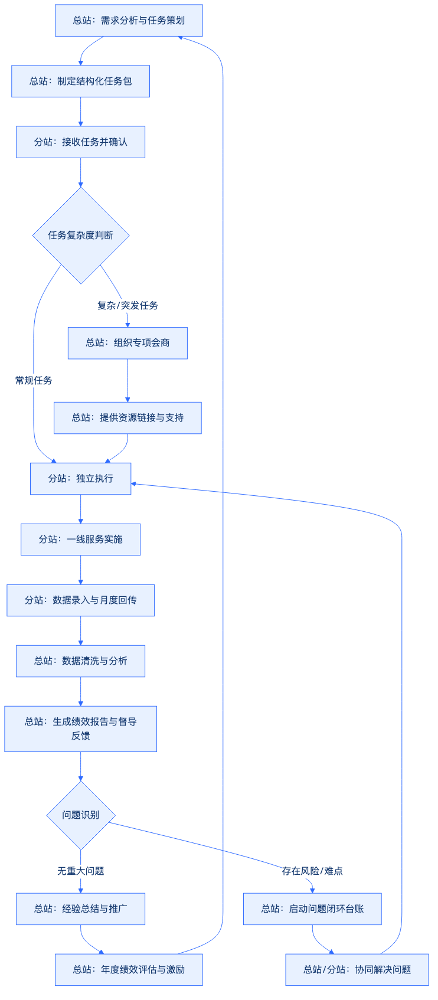 总站：需求分析与任务策划
总站：制定结构化任务包
分站：接收任务并确认
任务复杂度判断
复杂/突发任务
总站：组织专项会商
常规任务
总站：提供资源链接与支持
分站：独立执行
分站：一线服务实施
分站：数据录入与月度回传
总站：数据清洗与分析
总站：生成绩效报告与督导
反馈
问题识别
无重大问题
存在风险/难点
总站：经验总结与推广
总站：启动问题闭环台账
总站：年度绩效评估与激励
总站/分站：协同解决问题